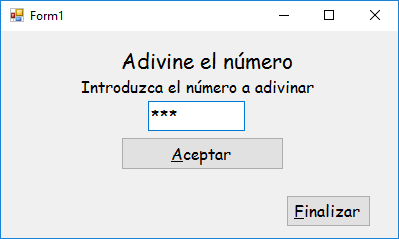 Form1
Adivine el número
Introduzca el número a adivinar
***
Aceptar
Finalizar